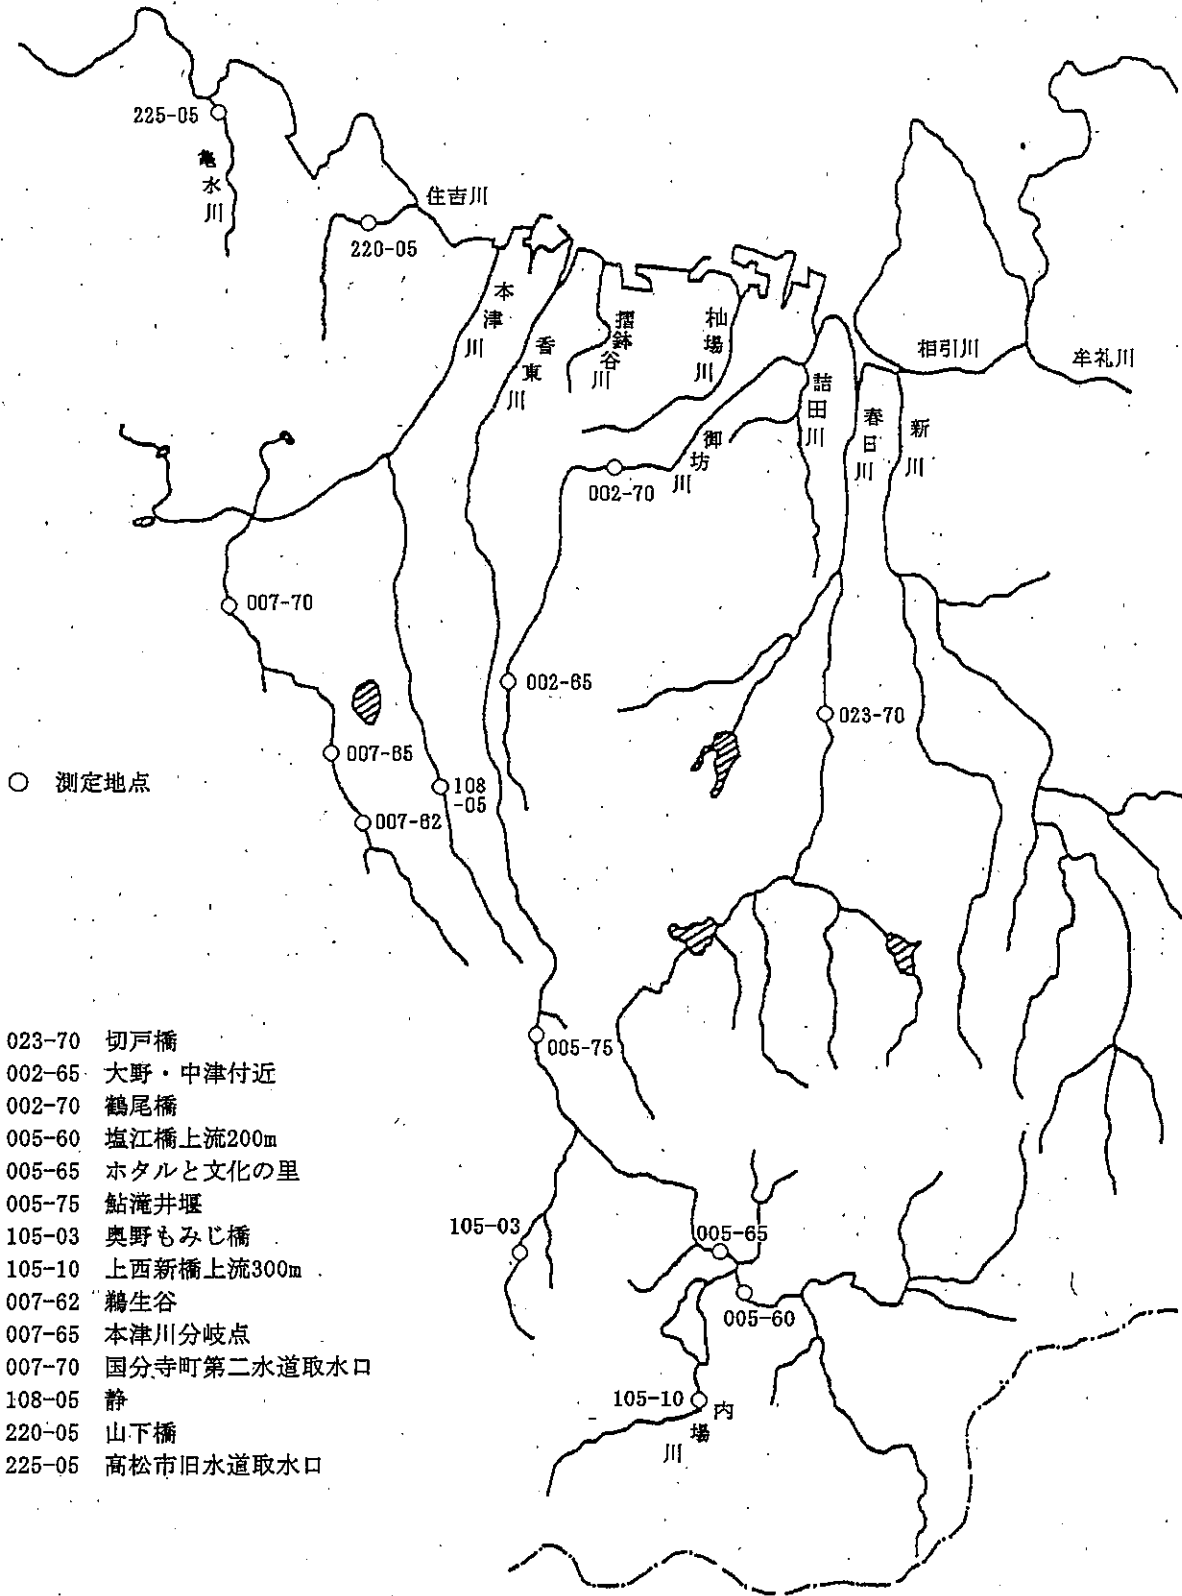 225-05
亀水川
住吉川
220-05
本津川
香東川
摺鉢谷川
杣場川
詰田川
御坊川
春日川
新川
相引川
牟礼川
002-70
007-70
002-65
023-70
007-65
108
-05
007-62
○ 測定地点
005-75
105-03
005-65
005-60
105-10
内場川
023-70 切戸橋
002-65 大野・中津付近
002-70 鶴尾橋
005-60 塩江橋上流200m
005-65 ホタルと文化の里
005-75 鮎滝井堰
105-03 奥野もみじ橋
105-10 上西新橋上流300m
007-62 鵜生谷
007-65 本津川分岐点
007-70 国分寺町第二水道取水口
108-05 静
220-05 山下橋
225-05 高松市旧水道取水口